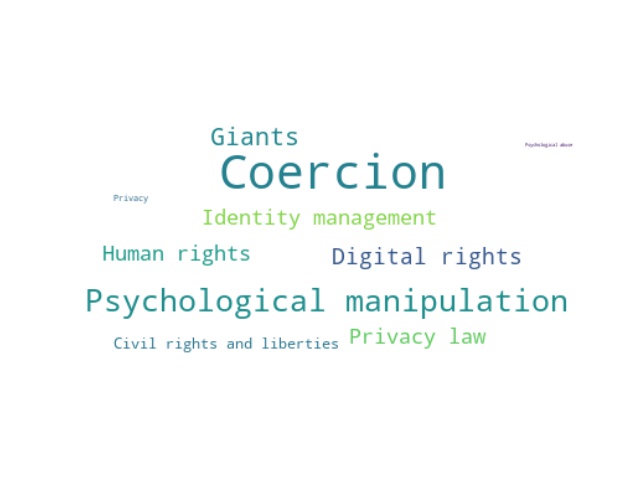 Giants
Psychological abuse
Coercion
Privacy
Identity management
Human rights
Digital rights
Psychological manipulation
Privacy law
Civil rights and liberties